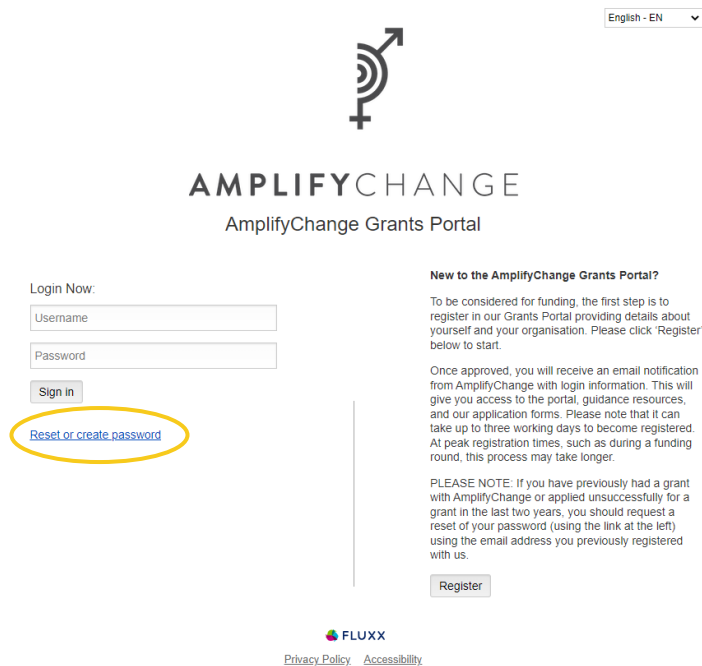 English - EN
AMPLIFYCHANGE
AmplifyChange Grants Portal
Login Now:
Username
Password
Sign in
Reset or create password
New to the AmplifyChange Grants Portal?
To be considered for funding, the first step is to
register in our Grants Portal providing details about
yourself and your organisation. Please click 'Register'
below to start.
Once approved, you will receive an email notification
from AmplifyChange with login information. This will
give you access to the portal, guidance resources,
and our application forms. Please note that it can
take up to three working days to become registered.
At peak registration times, such as during a funding
round, this process may take longer.
PLEASE NOTE: If you have previously had a grant
with AmplifyChange or applied unsuccessfully for a
grant in the last two years, you should request a
reset of your password (using the link at the left)
using the email address you previously registered
with us.
Register
FLUXX
Privacy Policy Accessibility